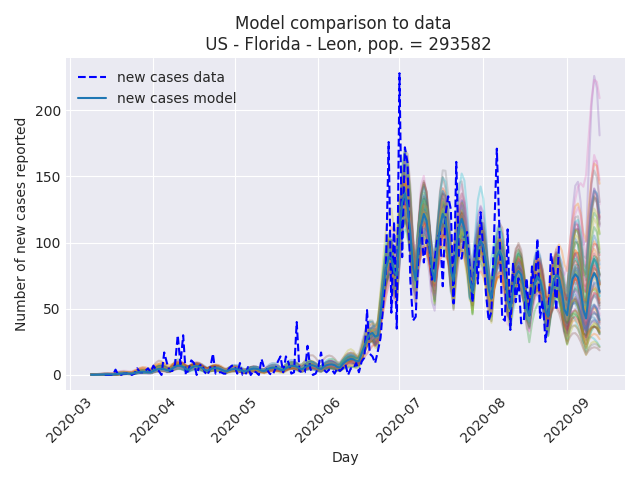 Model comparison to data
US - Florida - Leon, pop. = 293582
new cases data
new cases model
Number of new cases reported
200
150
100
50
0
2020-03
2020-04
2020-05
2020-06
2020-07
2020-08
2020-09
Day